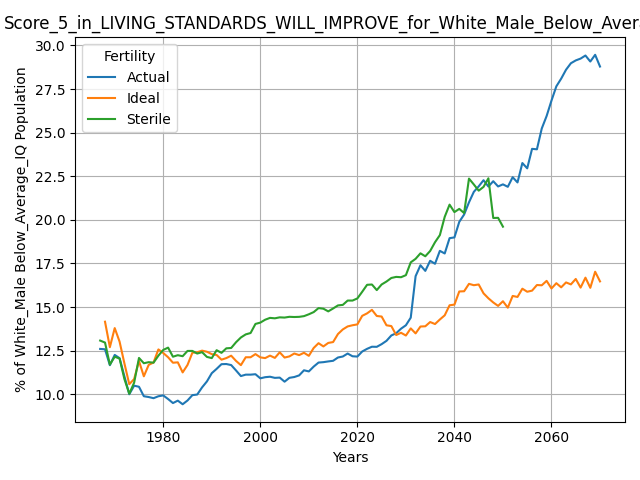 Score_5_in_LIVING_STANDARDS_WILL_IMPROVE_for_White_Male_Below_Aver
30.0
27.5
25.0
22.5
20.0
17.5
15.0
12.5
10.0
% of White_Male Below_Average_IQ Population
Fertility
Actual
Ideal
Sterile
1980 2000 2020 2040 2060
Years